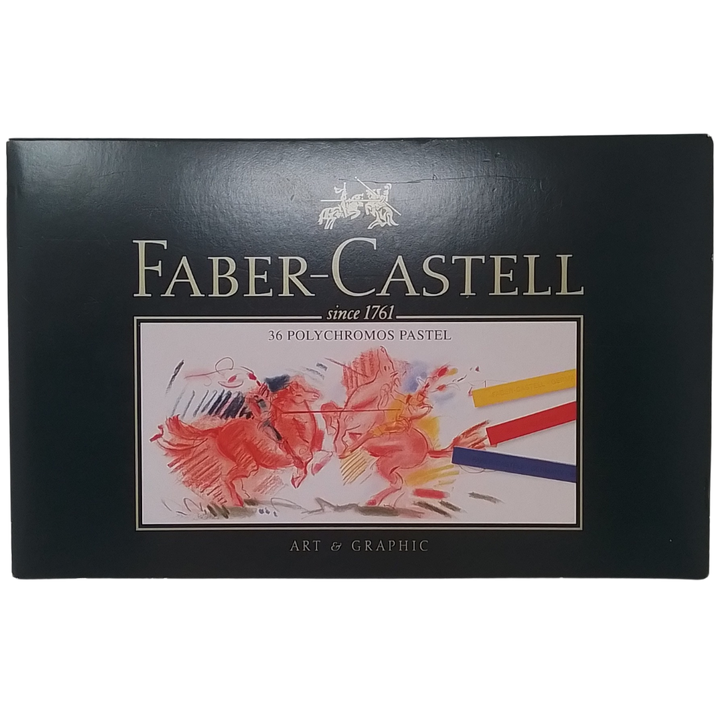 FABER-CASTELL
since 1761
36 POLYCHROMOS PASTEL
ART & GRAPHIC